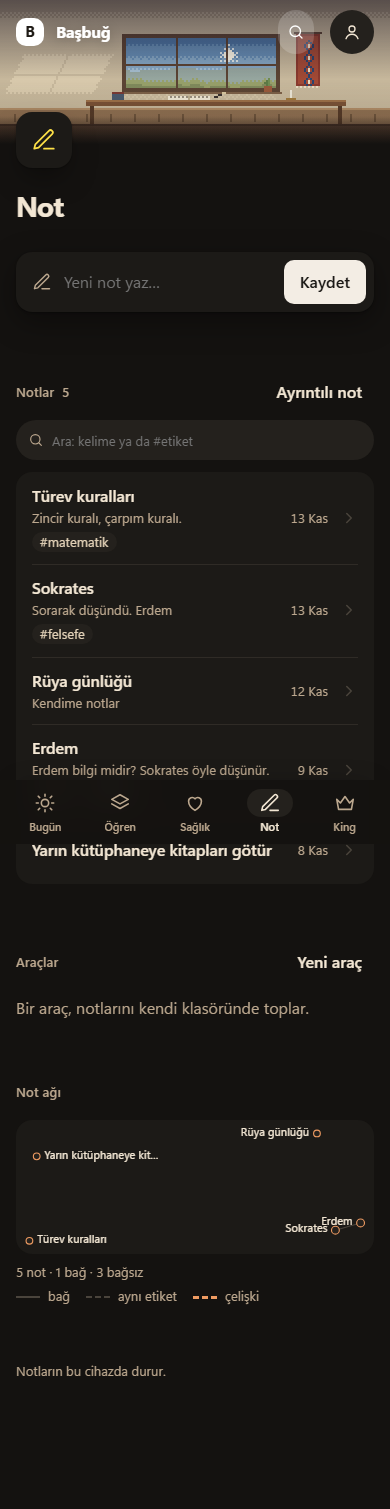 B Başbuğ
Not
Yeni not yaz...
Kaydet
Notlar 5
Ayrıntılı not
Ara: kelime ya da #etiket
Türev kuralları
Zincir kuralı, çarpım kuralı.
13 Kas
#matematik
Sokrates
Sorarak düşündü. Erdem
13 Kas
#felsefe
Rüya günlüğü
Kendime notlar
12 Kas
Erdem
Erdem bilgi midir? Sokrates öyle düşünür.
9 Kas
Bugün
Öğren
Sağlık
Not
King
Yarın kütüphaneye kitapları götür
8 Kas
Araçlar
Yeni araç
Bir araç, notlarını kendi klasöründe toplar.
Not ağı
Rüya günlüğü
Yarın kütüphaneye kit...
Erdem
Sokrates
Türev kuralları
5 not · 1 bağ · 3 bağsız
bağ
aynı etiket
çelişki
Notların bu cihazda durur.